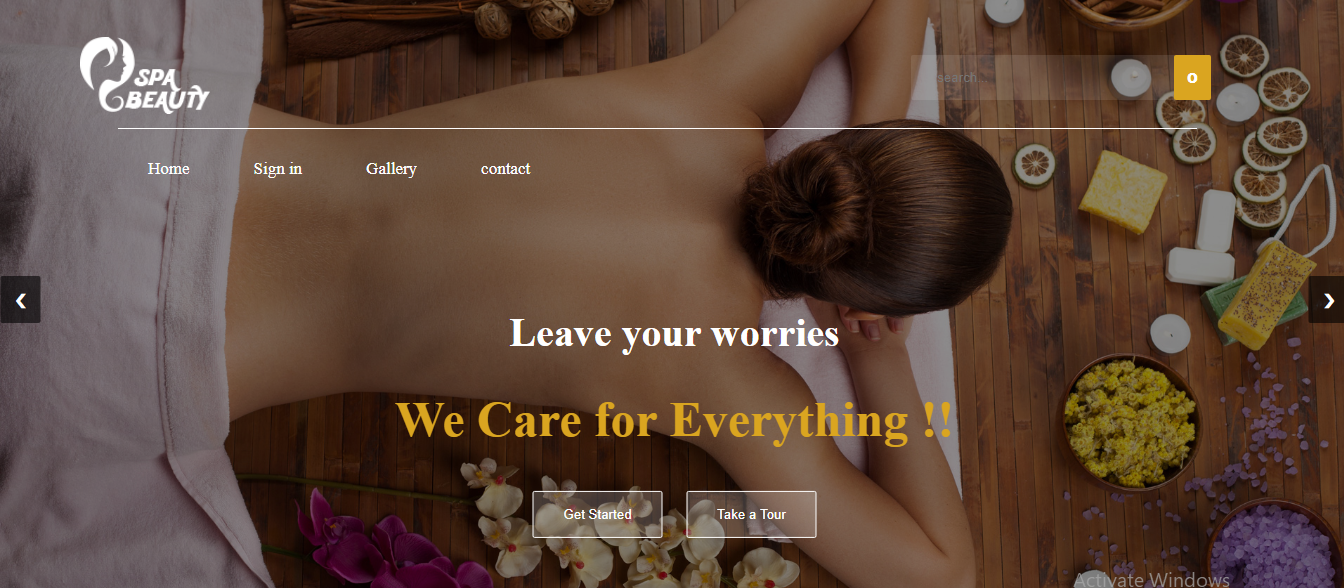 SPA
BEAUTY
search..
O
Home
Sign in
Gallery
contact
❮
❯
Leave your worries
We Care for Everything !!
Get Started
Take a Tour
Activate Windows